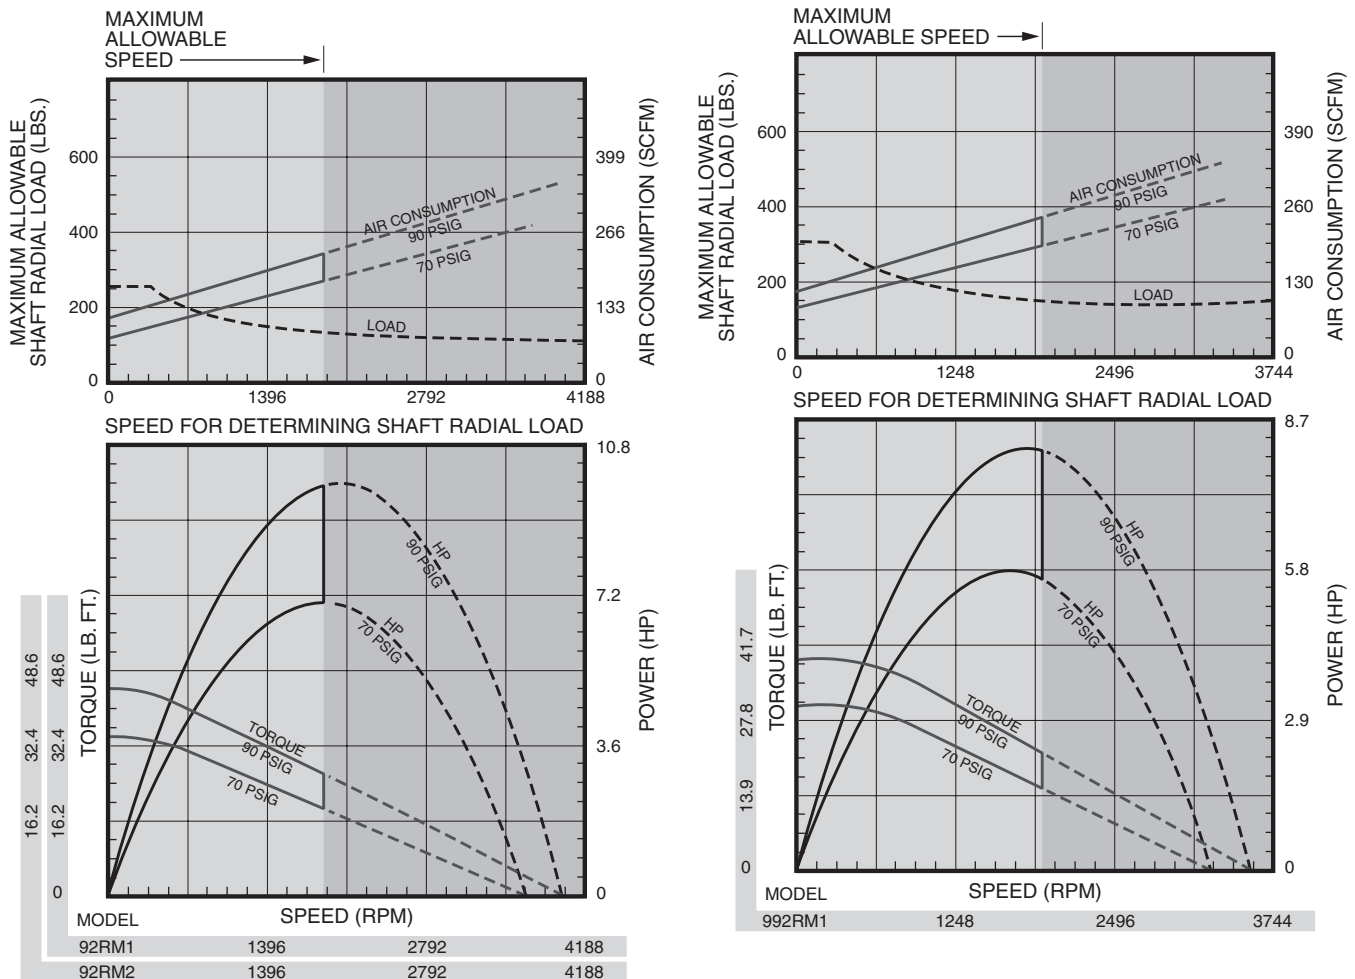 MAXIMUM
ALLOWABLE
SPEED
MAXIMUM ALLOWABLE
SHAFT RADIAL LOAD (LBS.)
600
400
200
0
399
266
133
0
AIR CONSUMPTION (SCFM)
AIR CONSUMPTION
90 PSIG
70 PSIG
LOAD
0 1396 2792 4188
SPEED FOR DETERMINING SHAFT RADIAL LOAD
10.8
7.2
3.6
0
POWER (HP)
HP
90 PSIG
HP
70 PSIG
TORQUE
90 PSIG
70 PSIG
TORQUE (LB. FT.)
48.6 48.6
32.4 32.4
16.2 16.2
0
MODEL SPEED (RPM)
92RM1 1396 2792 4188
92RM2 1396 2792 4188
MAXIMUM
ALLOWABLE SPEED
MAXIMUM ALLOWABLE
SHAFT RADIAL LOAD (LBS.)
600
400
200
0
390
260
130
0
AIR CONSUMPTION (SCFM)
AIR CONSUMPTION
90 PSIG
70 PSIG
LOAD
0 1248 2496 3744
SPEED FOR DETERMINING SHAFT RADIAL LOAD
8.7
5.8
2.9
0
POWER (HP)
HP
90 PSIG
HP
70 PSIG
TORQUE
90 PSIG
70 PSIG
TORQUE (LB. FT.)
41.7
27.8
13.9
0
MODEL SPEED (RPM)
992RM1 1248 2496 3744